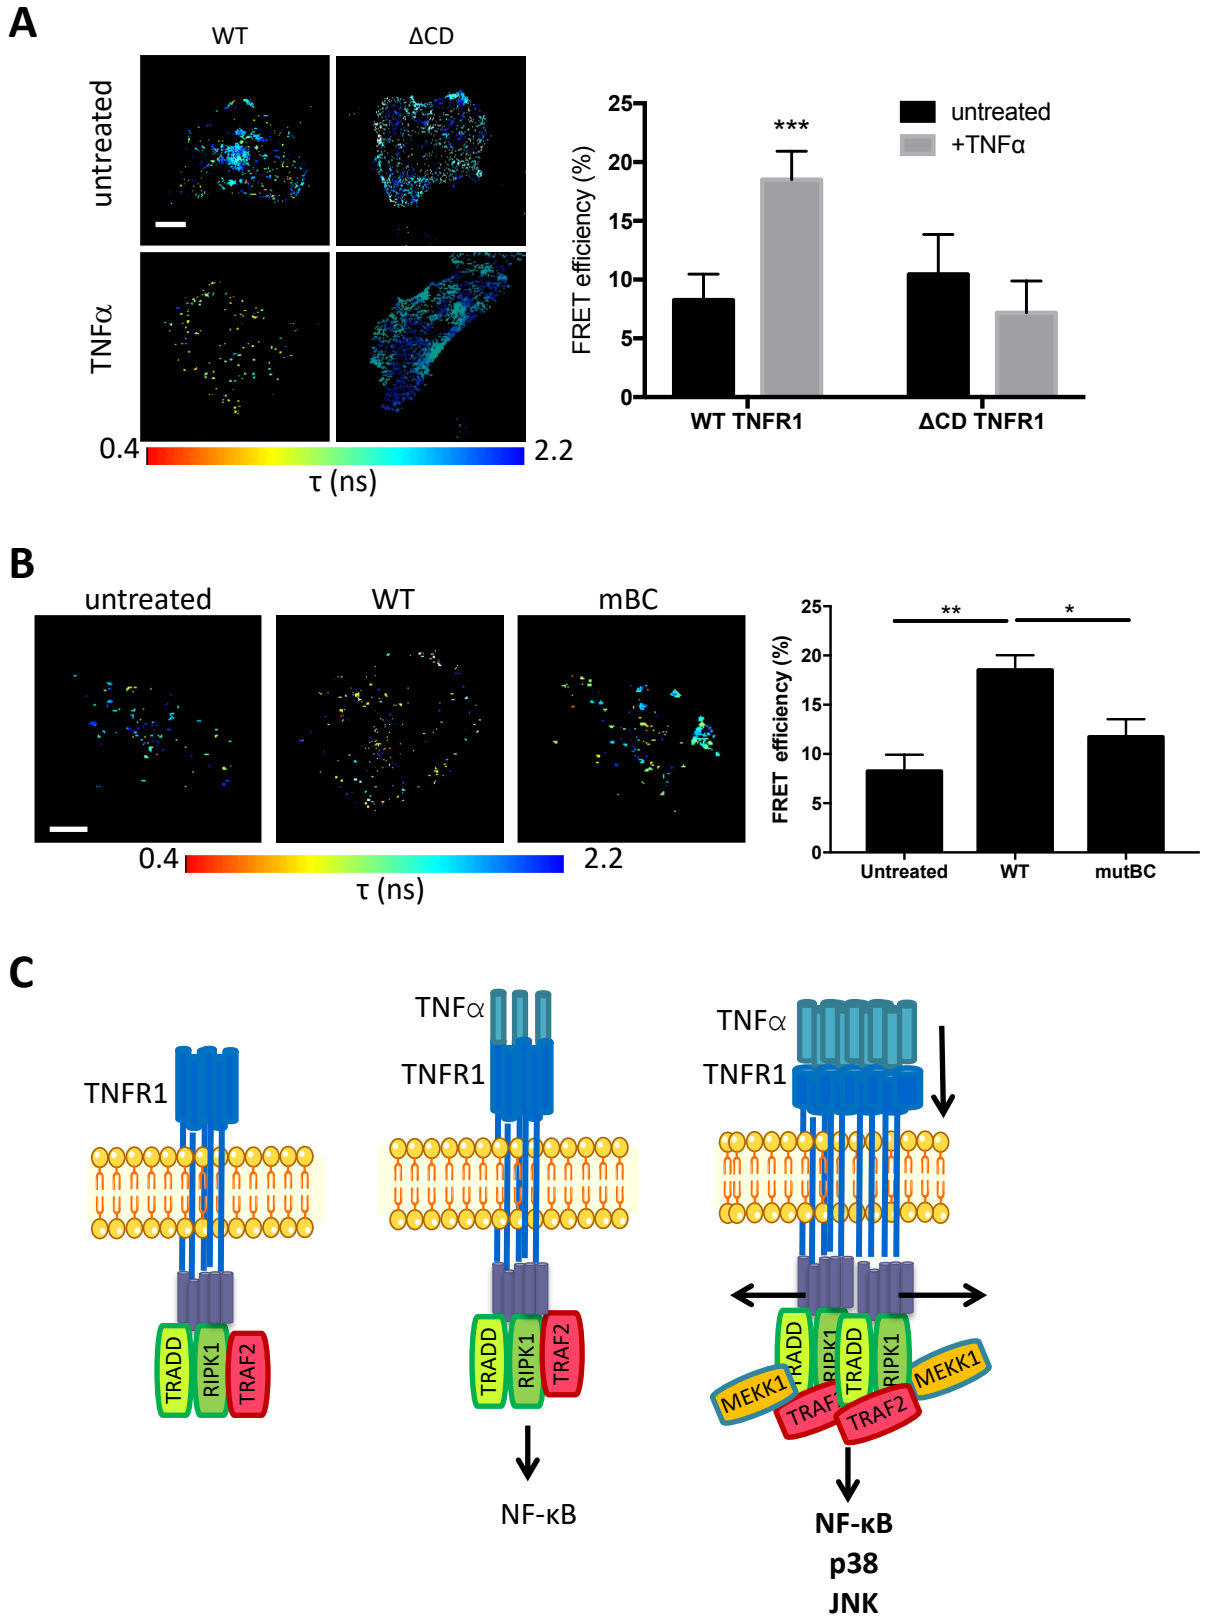 A
WT
ΔCD
untreated
TNFα
0.4
2.2
τ (ns)
FRET efficiency (%)
25
20
15
10
5
0
***
untreated
+TNFα
WT TNFR1
ΔCD TNFR1
B
untreated
WT
mBC
0.4
2.2
τ (ns)
FRET efficiency (%)
25
20
15
10
5
0
**
*
Untreated
WT
mutBC
C
TNFR1
TRADD
RIPK1
TRAF2
TNFα
TNFR1
TRADD
RIPK1
TRAF2
NF-κB
TNFα
TNFR1
TRADD
RIPK1
TRADD
RIPK1
MEKK1
TRAF2
TRAF2
MEKK1
NF-κB
p38
JNK